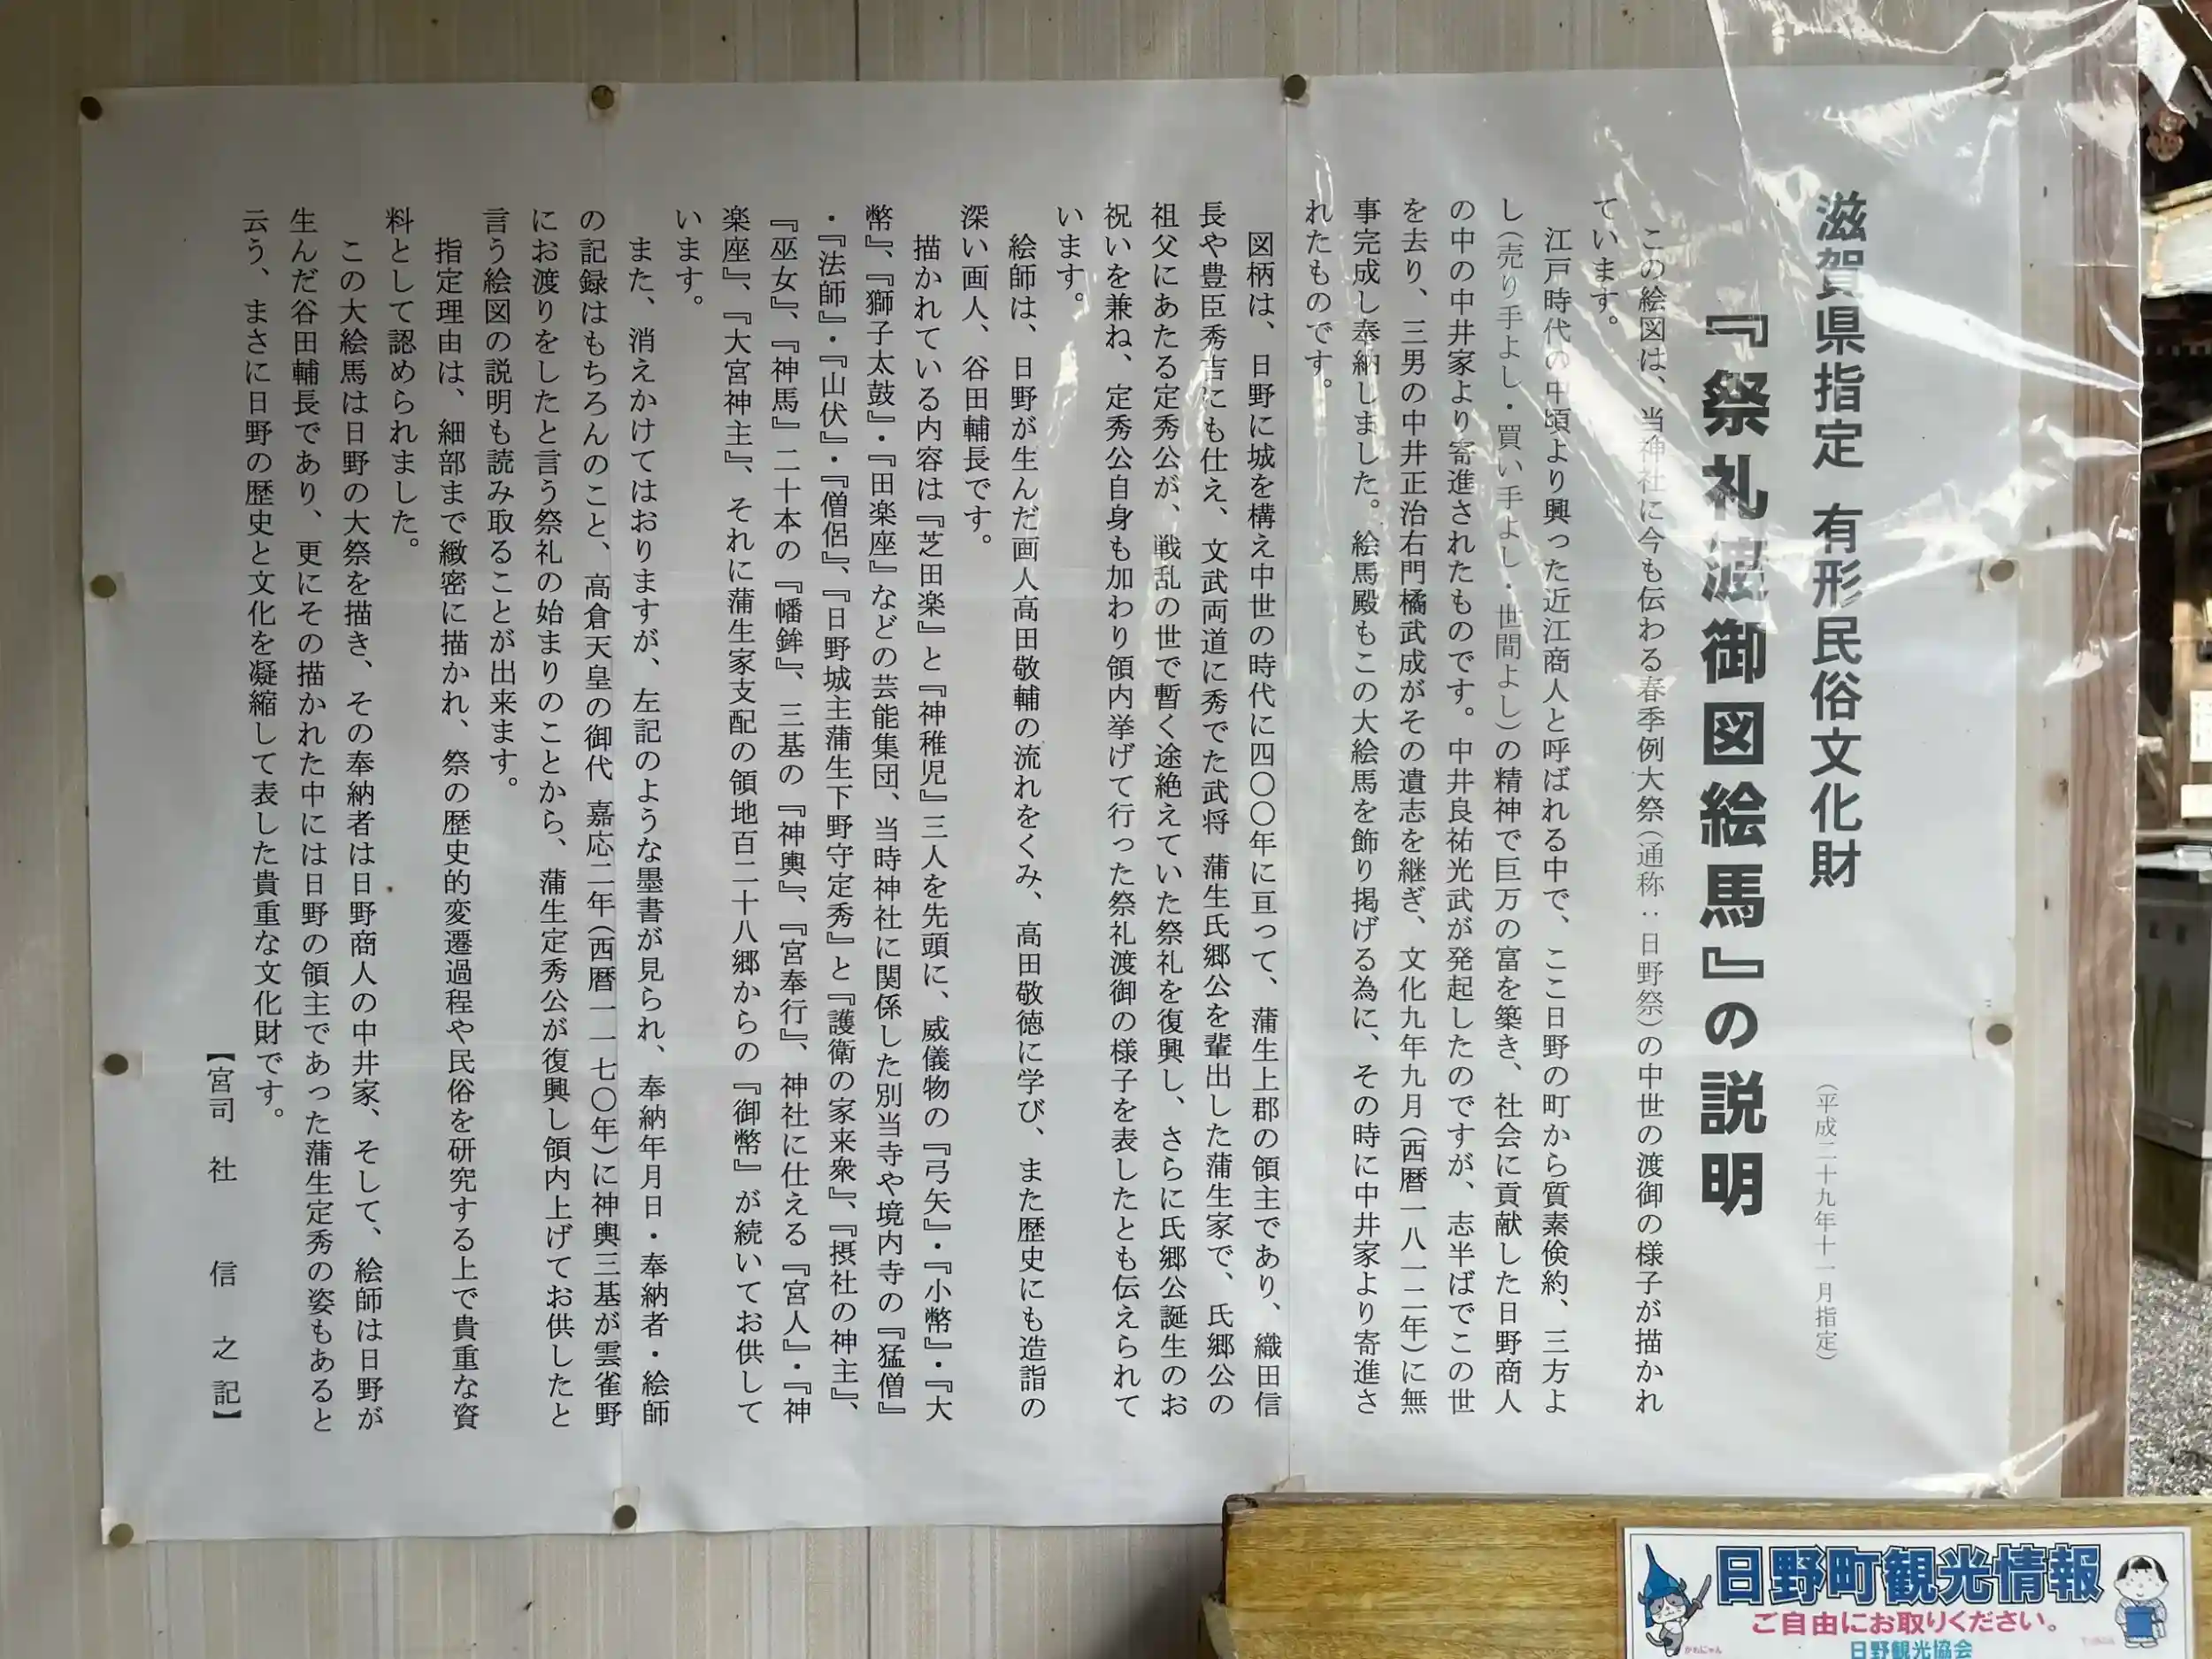 滋賀県指定 有形民俗文化財 (平成二十九年十一月指定)
『祭礼渡御図絵馬』の説明
この絵図は、当神社に今も伝わる春季例大祭(通称:日野祭)の中世の渡御の様子が描かれ
ています。
江戸時代の中頃より興った近江商人と呼ばれる中で、ここ日野の町から質素倹約、三方よ
し(売り手よし・買い手よし・世間よし)の精神で巨万の富を築き、社会に貢献した日野商人
の中の中井家より寄進されたものです。中井良祐光武が発起したのですが、志半ばでこの世
を去り、三男の中井正治右門橘武成がその遺志を継ぎ、文化九年九月(西暦一八一二年)に無
事完成し奉納しました。絵馬殿もこの大絵馬を飾り掲げる為に、その時に中井家より寄進さ
れたものです。
図柄は、日野に城を構え中世の時代に四〇〇年に亘って、蒲生上郡の領主であり、織田信
長や豊臣秀吉にも仕え、文武両道に秀でた武将 蒲生氏郷公を輩出した蒲生家で、氏郷公の
祖父にあたる定秀公が、戦乱の世で暫く途絶えていた祭礼を復興し、さらに氏郷公誕生のお
祝いを兼ね、定秀公自身も加わり領内挙げて行った祭礼渡御の様子を表したとも伝えられて
います。
絵師は、日野が生んだ画人高田敬輔の流れをくみ、高田敬徳に学び、また歴史にも造詣の
深い画人、谷田輔長です。
描かれている内容は『芝田楽』と『神稚児』三人を先頭に、威儀物の『弓矢』・『小幣』・『大
幣』、『獅子太鼓』・『田楽座』などの芸能集団、当時神社に関係した別当寺や境内寺の『猛僧』
・『法師』・『山伏』・『僧侶』、『日野城主蒲生下野守定秀』と『護衛の家来衆』、『摂社の神主』、
『巫女』、『神馬』二十本の『幡鉾』、三基の『神輿』、『宮奉行』、神社に仕える『宮人』・『神
楽座』、『大宮神主』、それに蒲生家支配の領地百二十八郷からの『御幣』が続いてお供して
います。
また、消えかけてはおりますが、左記のような墨書が見られ、奉納年月日・奉納者・絵師
の記録はもちろんのこと、高倉天皇の御代 嘉応二年(西暦一一七〇年)に神輿三基が雲雀野
にお渡りをしたと言う祭礼の始まりのことから、蒲生定秀公が復興し領内上げてお供したと
言う絵図の説明も読み取ることが出来ます。
指定理由は、細部まで緻密に描かれ、祭の歴史的変遷過程や民俗を研究する上で貴重な資
料として認められました。
この大絵馬は日野の大祭を描き、その奉納者は日野商人の中井家、そして、絵師は日野が
生んだ谷田輔長であり、更にその描かれた中には日野の領主であった蒲生定秀の姿もあると
云う、まさに日野の歴史と文化を凝縮して表した貴重な文化財です。
【宮司 社 信之 記】
日野町観光情報
ご自由にお取りください。
日野観光協会